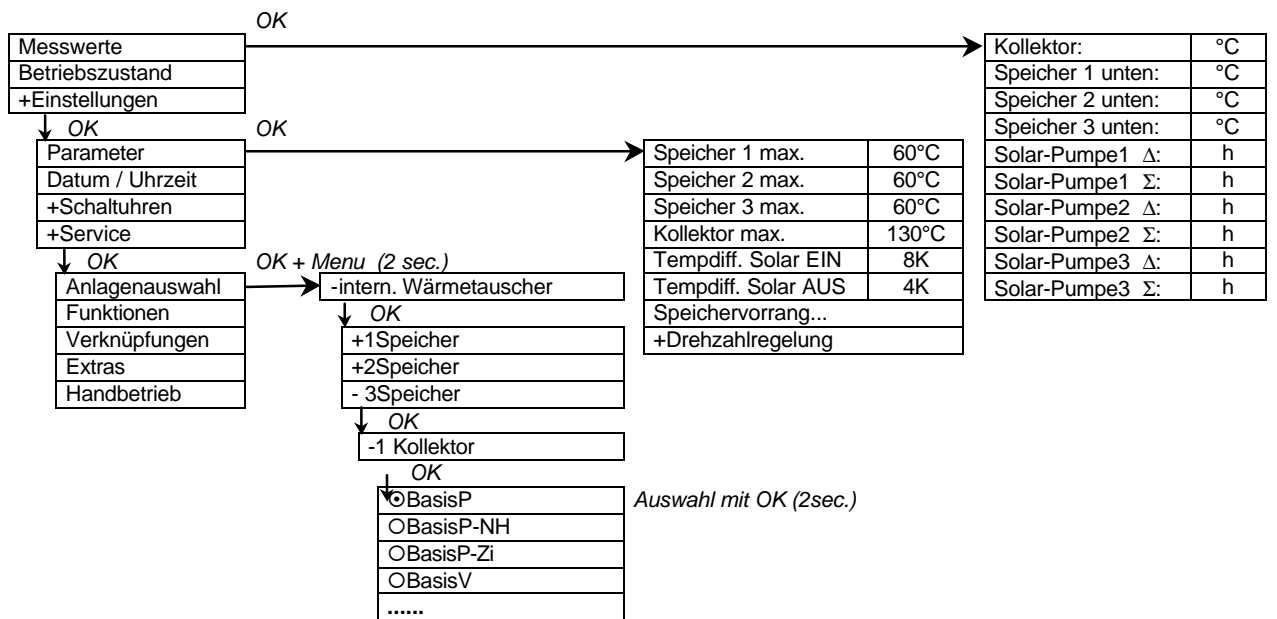 OK
Messwerte
Betriebszustand
+Einstellungen
Kollektor: °C
Speicher 1 unten: °C
Speicher 2 unten: °C
Speicher 3 unten: °C
Solar-Pumpe1 Δ: h
Solar-Pumpe1 Σ: h
Solar-Pumpe2 Δ: h
Solar-Pumpe2 Σ: h
Solar-Pumpe3 Δ: h
Solar-Pumpe3 Σ: h
OK
OK
Parameter
Datum / Uhrzeit
+Schaltuhren
+Service
Speicher 1 max. 60°C
Speicher 2 max. 60°C
Speicher 3 max. 60°C
Kollektor max. 130°C
Tempdiff. Solar EIN 8K
Tempdiff. Solar AUS 4K
Speichervorrang...
+Drehzahlregelung
OK
OK + Menu (2 sec.)
Anlagenauswahl
Funktionen
Verknüpfungen
Extras
Handbetrieb
-intern. Wärmetauscher
OK
+1Speicher
+2Speicher
- 3Speicher
OK
-1 Kollektor
OK
⊙BasisP
Auswahl mit OK (2sec.)
○BasisP-NH
○BasisP-Zi
○BasisV
......